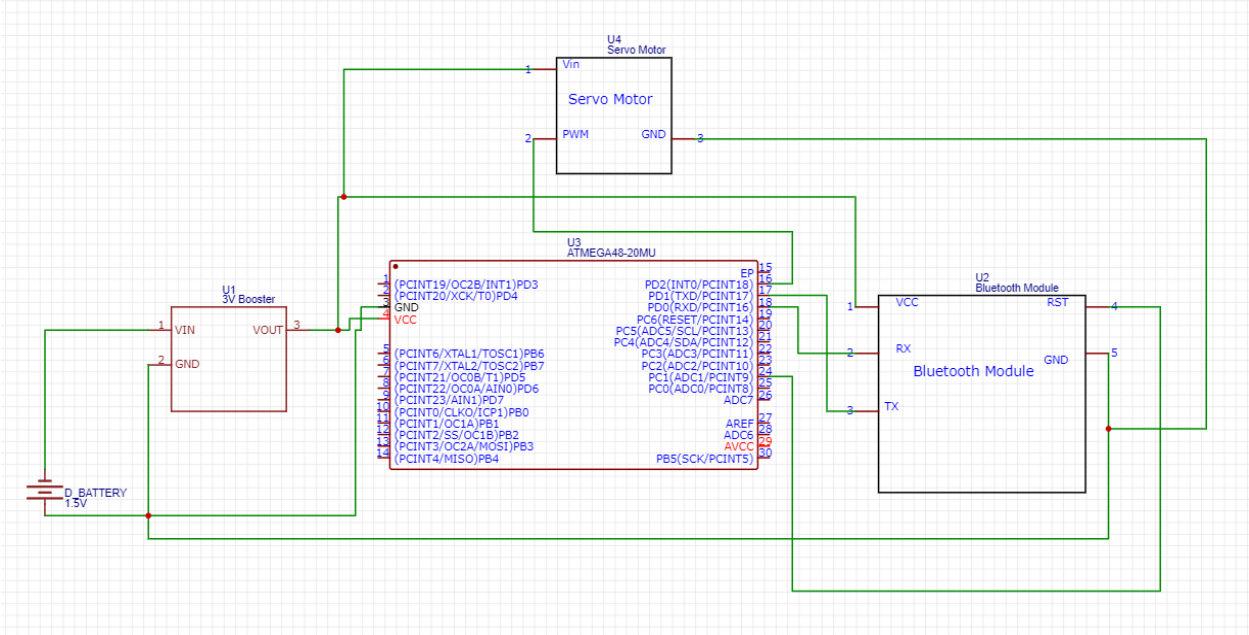 U4
Servo Motor
1
Vin
Servo Motor
2
PWM
GND
3
U3
ATMEGA48-20MU
1
(PCINT19/OC2B/INT1)PD3
2
(PCINT20/XCK/T0)PD4
3
GND
4
VCC
5
(PCINT6/XTAL1/TOSC1)PB6
6
(PCINT7/XTAL2/TOSC2)PB7
7
(PCINT21/OC0B/T1)PD5
8
(PCINT22/OC0A/AIN0)PD6
9
(PCINT23/AIN1)PD7
10
(PCINT0/CLKO/ICP1)PB0
11
(PCINT1/OC1A)PB1
12
(PCINT2/SS/OC1B)PB2
13
(PCINT3/OC2A/MOSI)PB3
14
(PCINT4/MISO)PB4
EP
15
PD2(INT0/PCINT18)
16
PD1(TXD/PCINT17)
17
PD0(RXD/PCINT16)
18
PC6(RESET/PCINT14)
19
PC5(ADC5/SCL/PCINT13)
20
PC4(ADC4/SDA/PCINT12)
21
PC3(ADC3/PCINT11)
22
PC2(ADC2/PCINT10)
23
PC1(ADC1/PCINT9)
24
PC0(ADC0/PCINT8)
25
ADC7
26
AREF
27
ADC6
28
AVCC
29
PB5(SCK/PCINT5)
30
U1
3V Booster
1
VIN
VOUT
3
2
GND
U2
Bluetooth Module
1
VCC
RST
4
2
RX
GND
5
Bluetooth Module
3
TX
D_BATTERY
1.5V